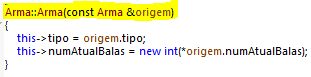 Arma::Arma(const Arma &origem)
{
this->tipo = origem.tipo;
this->numAtualBalas = new int(*origem.numAtualBalas);
}